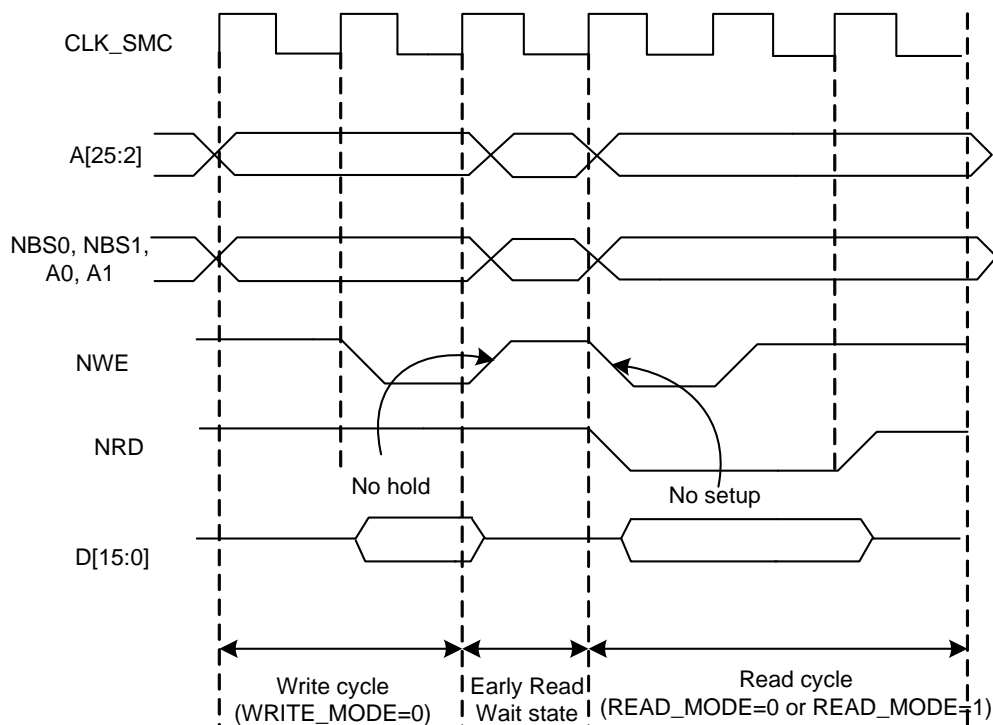 CLK_SMC
A[25:2]
NBS0, NBS1,
A0, A1
NWE
NRD
No hold
No setup
D[15:0]
Write cycle
(WRITE_MODE=0)
Early Read
Wait state
Read cycle
(READ_MODE=0 or READ_MODE=1)